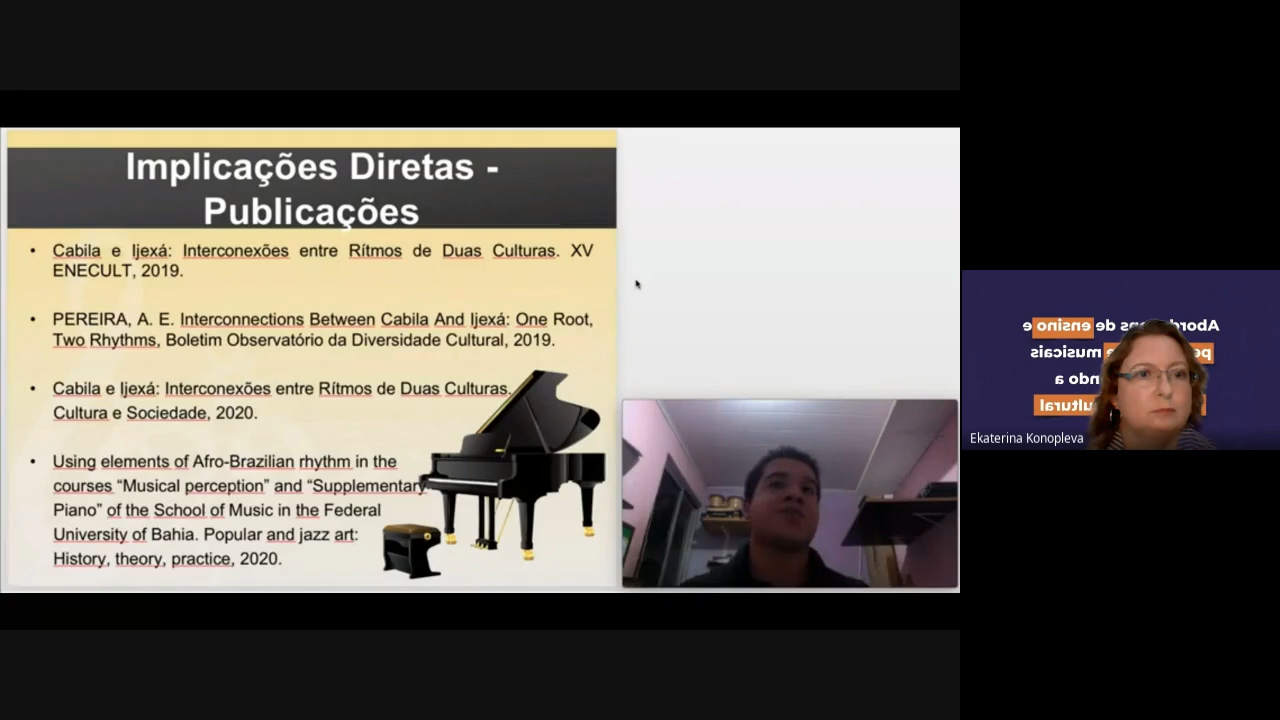 Implicações Diretas -
Publicações
• Cabila e Ijexá: Interconexões entre Rítmos de Duas Culturas. XV
ENECULT, 2019.
• PEREIRA, A. E. Interconnections Between Cabila And Ijexá: One Root,
Two Rhythms, Boletim Observatório da Diversidade Cultural, 2019.
• Cabila e Ijexá: Interconexões entre Rítmos de Duas Culturas.
Cultura e Sociedade, 2020.
• Using elements of Afro-Brazilian rhythm in the
courses “Musical perception” and “Supplementary
Piano” of the School of Music in the Federal
University of Bahia. Popular and jazz art:
History, theory, practice, 2020.
de ensino e
musicais
a
Ekaterina Konopleva